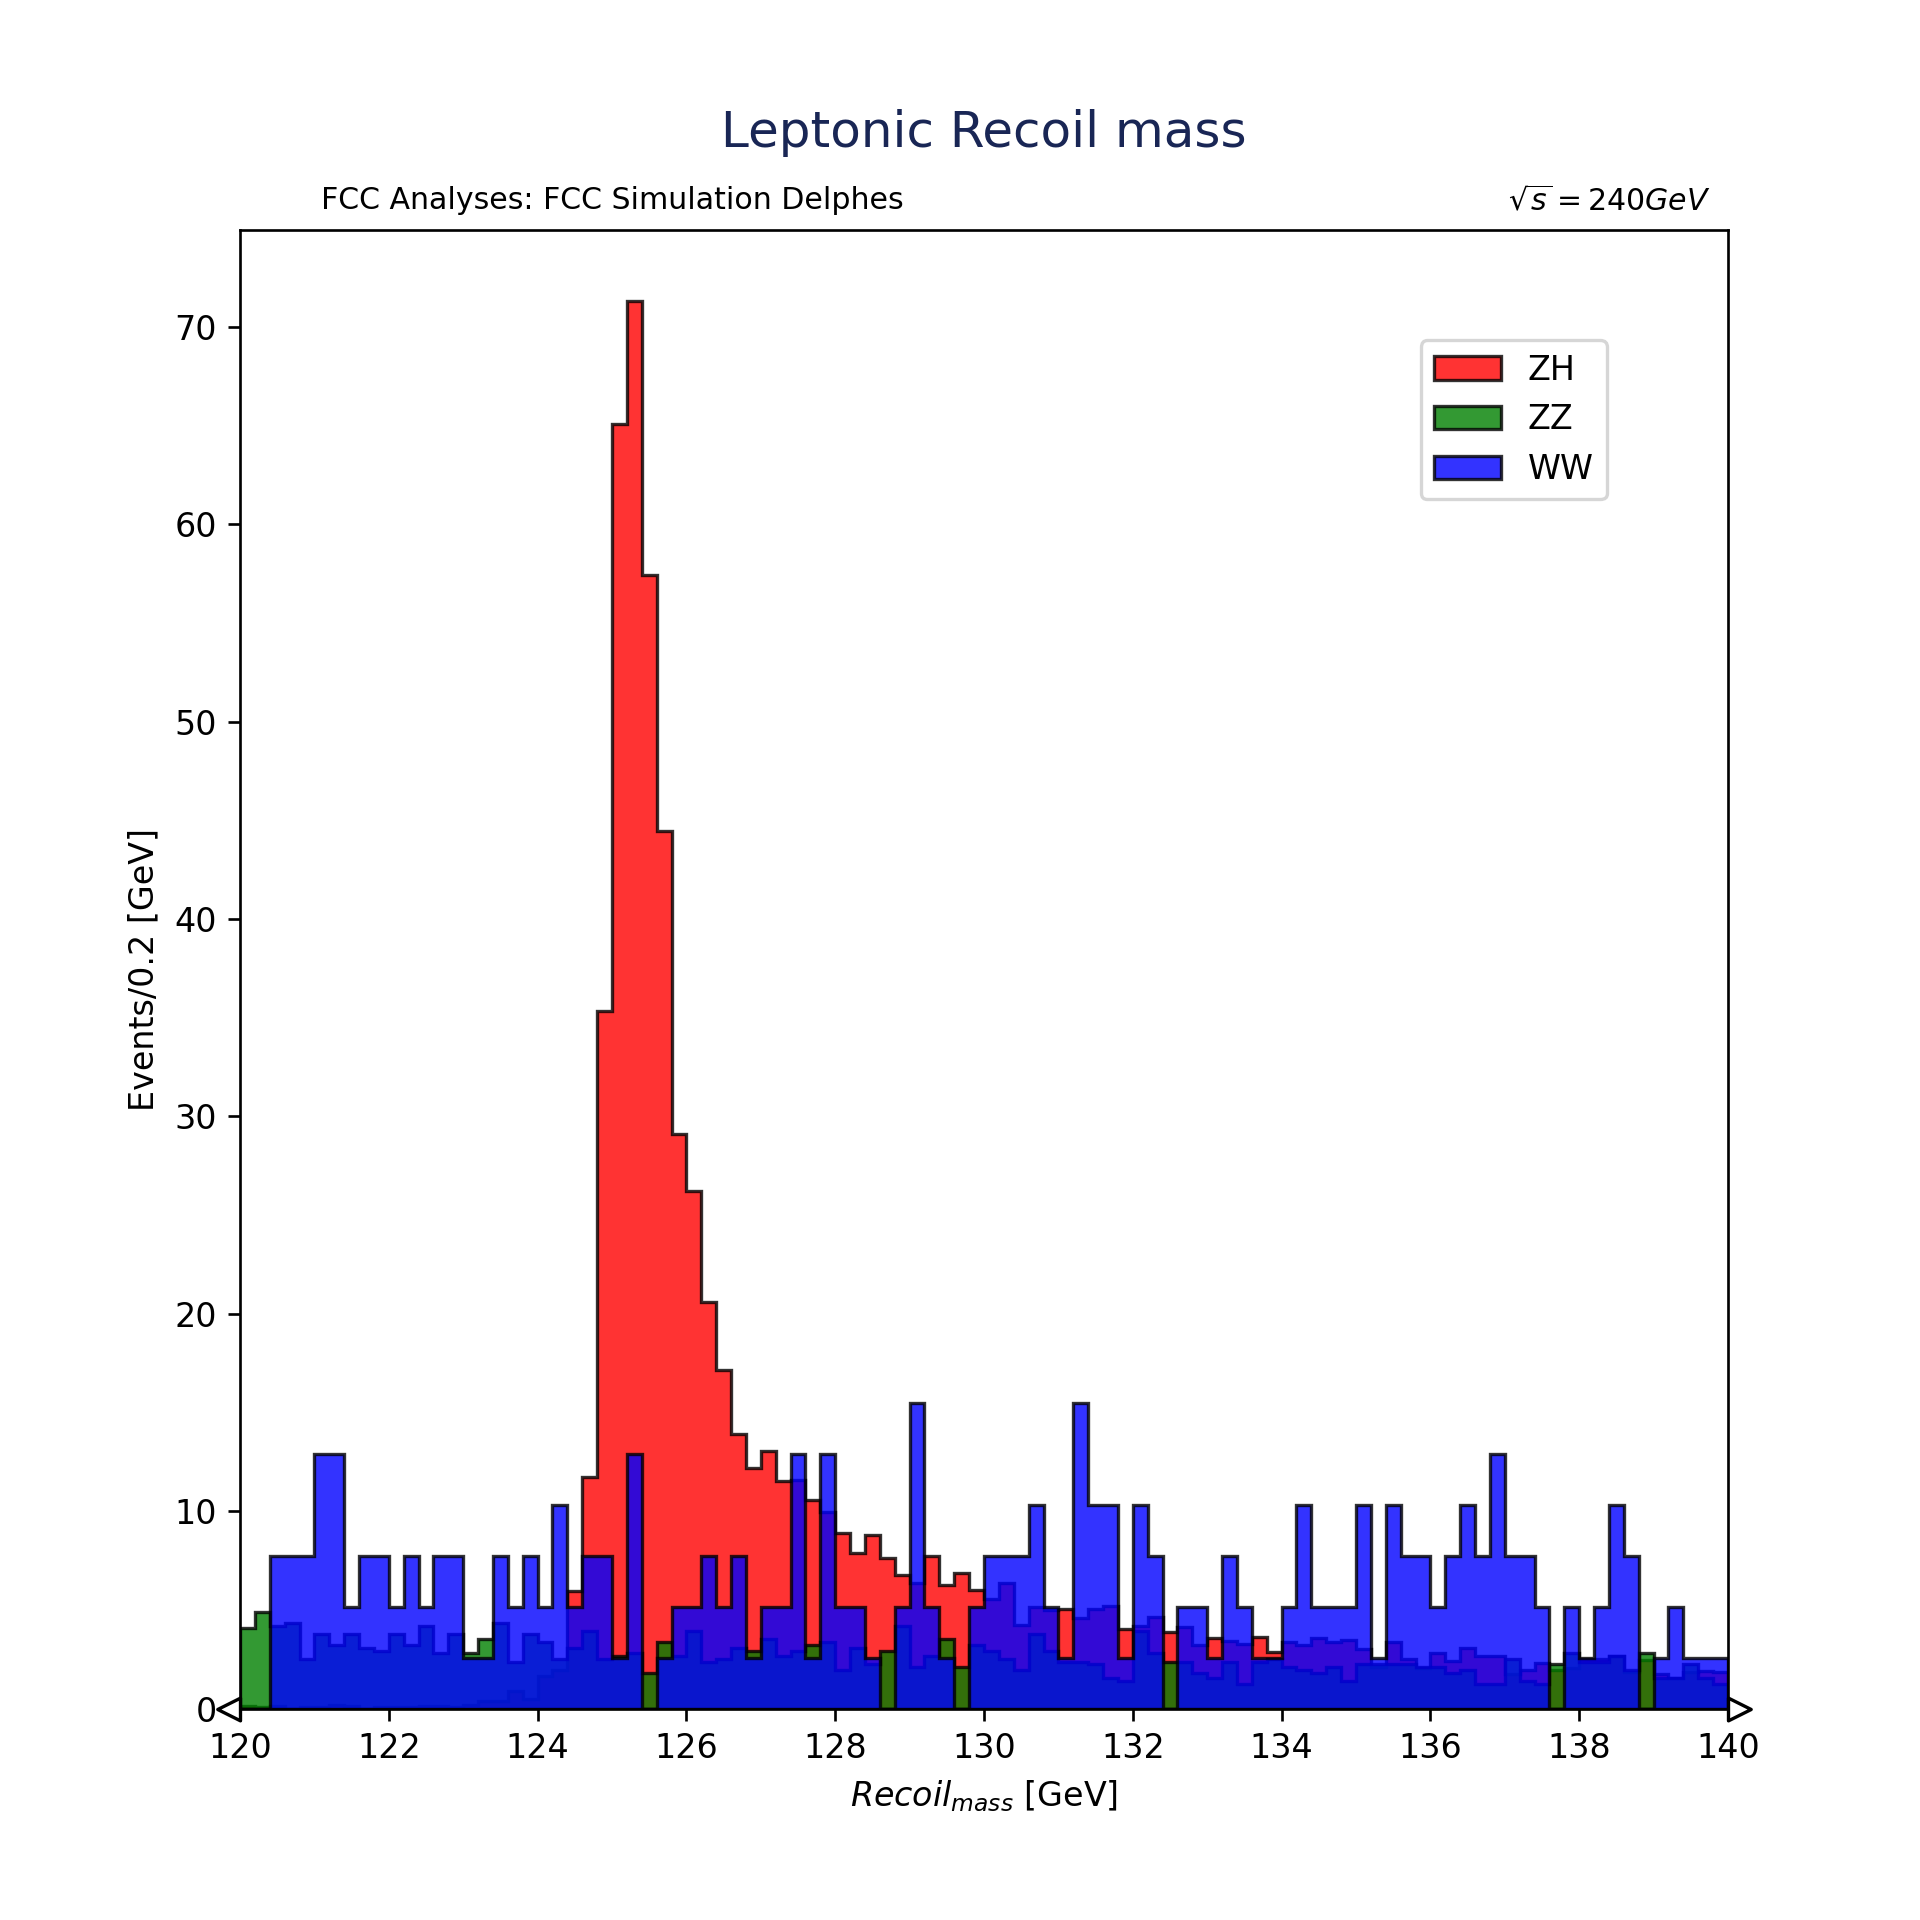 Leptonic Recoil mass
FCC Analyses: FCC Simulation Delphes
√s = 240GeV
ZH
ZZ
WW
Events/0.2 [GeV]
70
60
50
40
30
20
10
0
120 122 124 126 128 130 132 134 136 138 140
Recoil_mass [GeV]